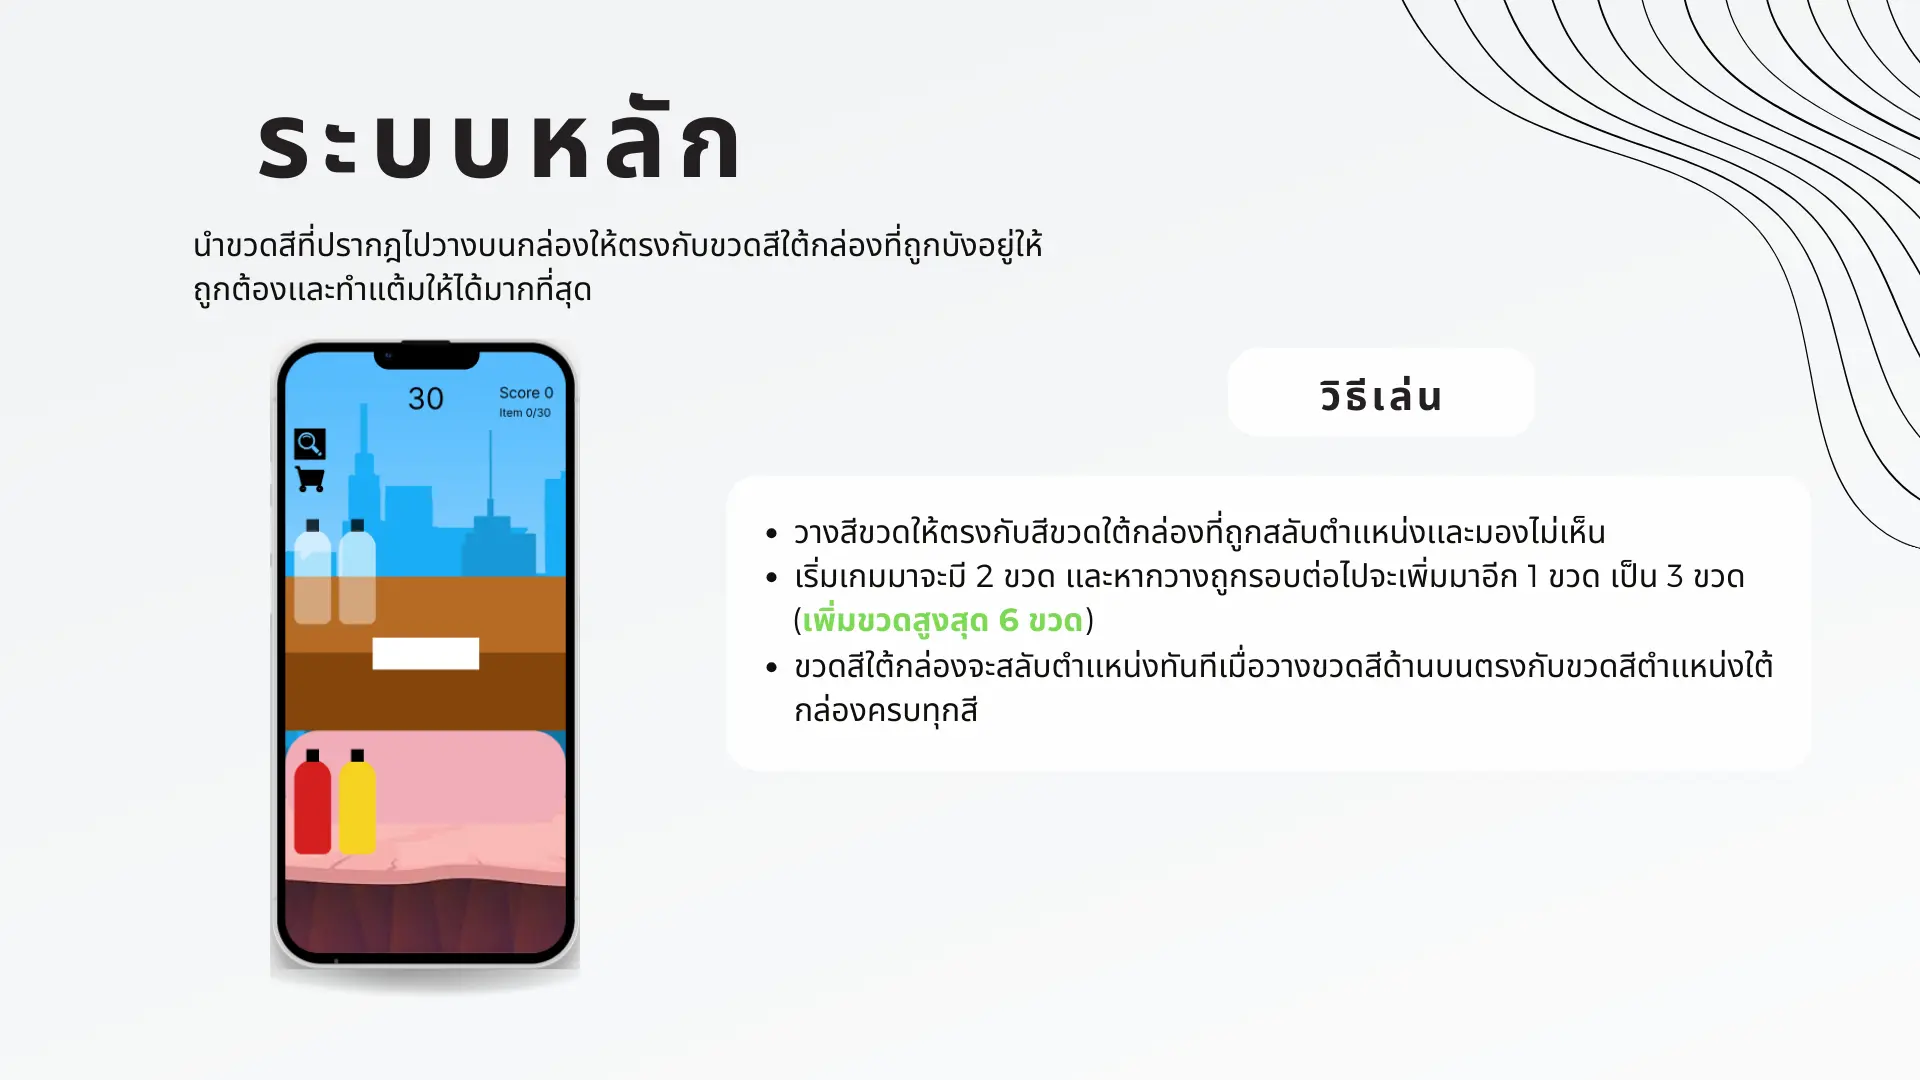 ระบบหลัก
นำขวดสีที่ปรากฎไปวางบนกล่องให้ตรงกับขวดสีใต้กล่องที่ถูกบังอยู่ให้
ถูกต้องและทำแต้มให้ได้มากที่สุด
30
Score 0
Item 0/30
วิธีเล่น
• วางสีขวดให้ตรงกับสีขวดใต้กล่องที่ถูกสลับตำแหน่งและมองไม่เห็น
• เริ่มเกมมาจะมี 2 ขวด และหากวางถูกรอบต่อไปจะเพิ่มมาอีก 1 ขวด เป็น 3 ขวด
(เพิ่มขวดสูงสุด 6 ขวด)
• ขวดสีใต้กล่องจะสลับตำแหน่งทันทีเมื่อวางขวดสีด้านบนตรงกับขวดสีตำแหน่งใต้
กล่องครบทุกสี